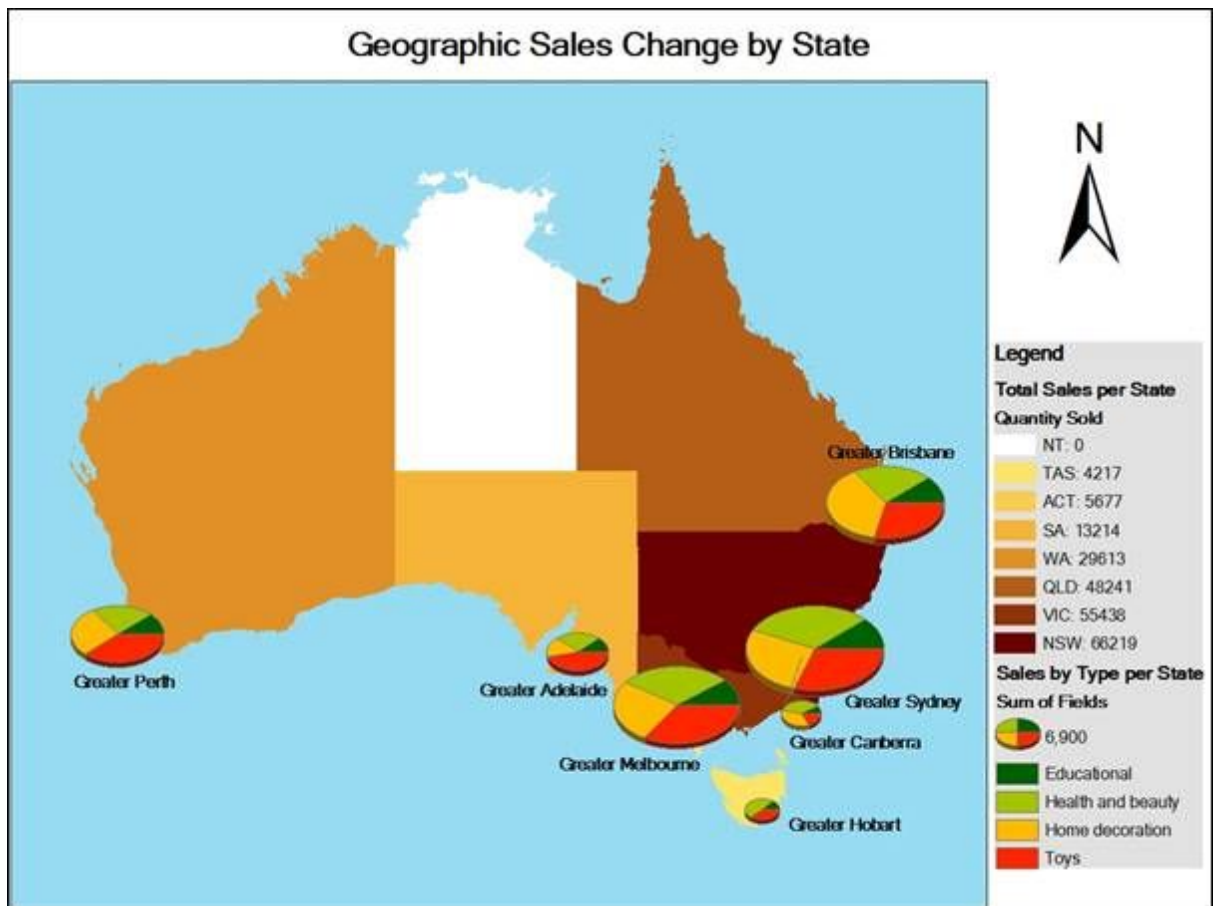 Geographic Sales Change by State
N
Greater Brisbane
Greater Perth
Greater Adelaide
Greater Sydney
Greater Canberra
Greater Melbourne
Greater Hobart
Legend
Total Sales per State
Quantity Sold
NT: 0
TAS: 4217
ACT: 5677
SA: 13214
WA: 29613
QLD: 48241
VIC: 55438
NSW: 66219
Sales by Type per State
Sum of Fields
6,900
Educational
Health and beauty
Home decoration
Toys